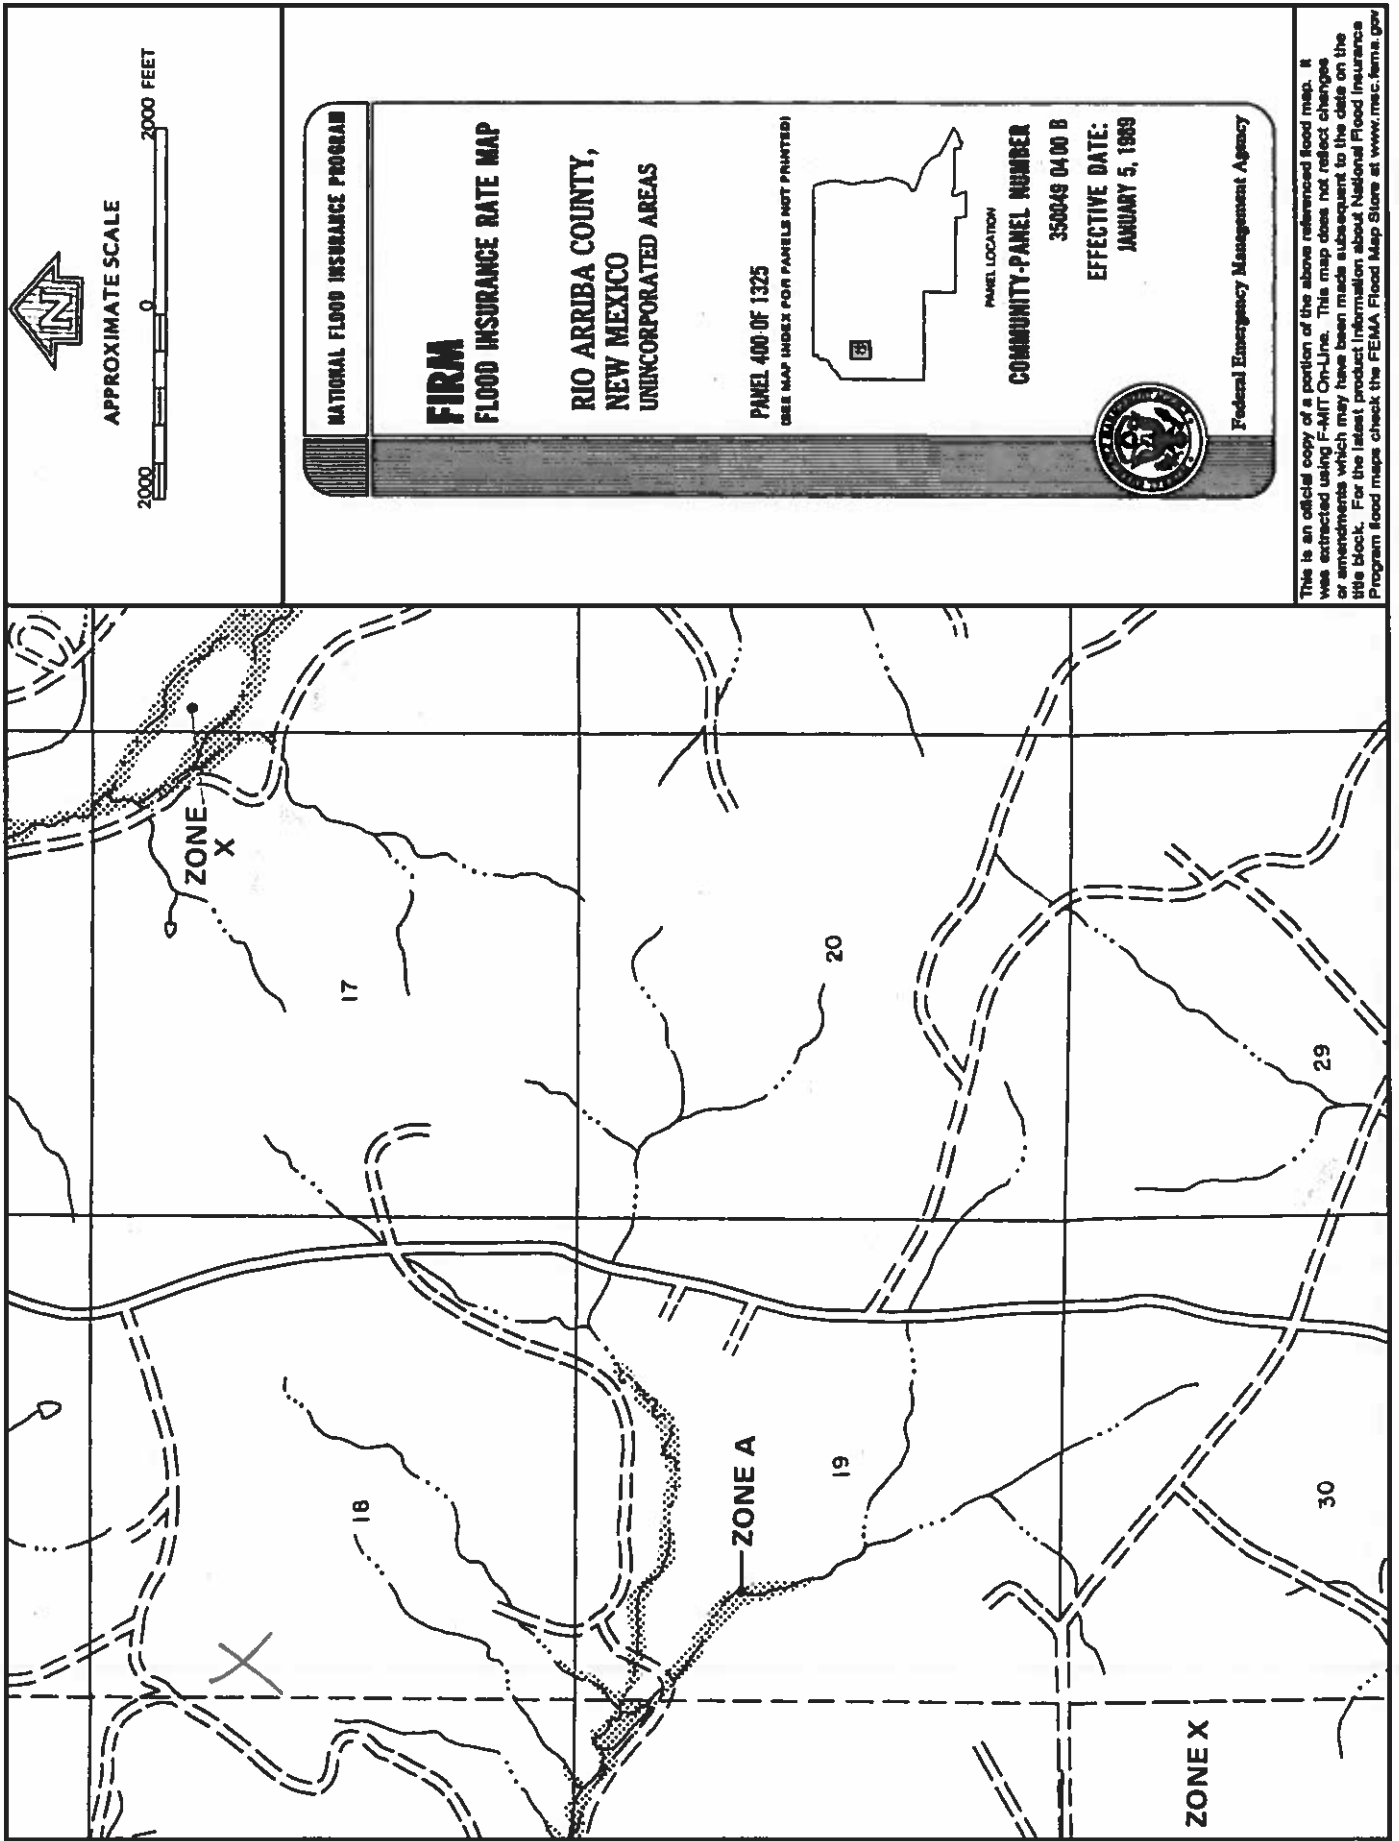 APPROXIMATE SCALE
2000 0 2000 FEET
NATIONAL FLOOD INSURANCE PROGRAM
FIRM
FLOOD INSURANCE RATE MAP
RIO ARRIBA COUNTY,
NEW MEXICO
UNINCORPORATED AREAS
PANEL 400 OF 1325
(SEE MAP INDEX FOR PANELS NOT PRINTED)
PANEL LOCATION
COMMUNITY-PANEL NUMBER
350049 0400 B
EFFECTIVE DATE:
JANUARY 5, 1989
Federal Emergency Management Agency
This is an official copy of a portion of the above referenced flood map. It
was extracted using F-MIT On-Line. This map does not reflect changes
or amendments which may have been made subsequent to the date on the
title block. For the latest product information about National Flood Insurance
Program flood maps check the FEMA Flood Map Store at www.msc.fema.gov
N
ZONE
X
17
20
29
18
ZONE A
19
30
ZONE X